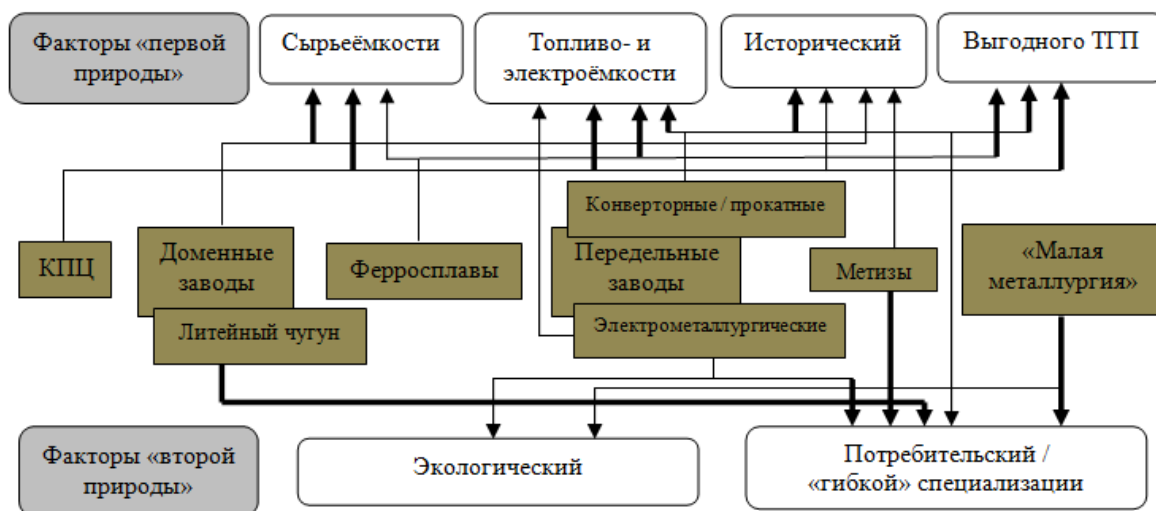 Факторы «первой
природы»
Сырьеёмкости
Топливо- и
электроёмкости
Исторический
Выгодного ТГП
Конверторные / прокатные
КПЦ
Доменные
заводы
Ферросплавы
Передельные
заводы
Метизы
«Малая
металлургия»
Литейный чугун
Электрометаллургические
Факторы «второй
природы»
Экологический
Потребительский /
«гибкой» специализации